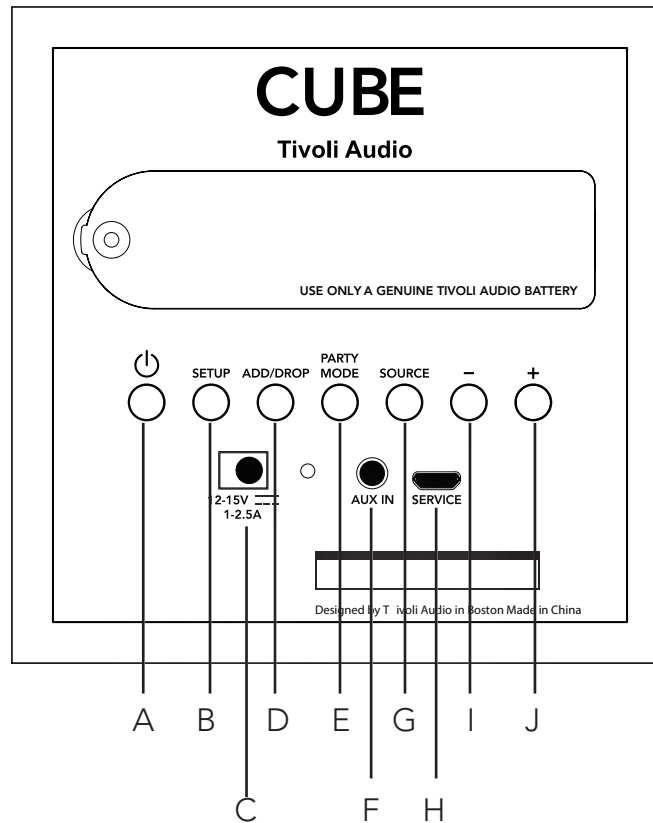 CUBE
Tivoli Audio
USE ONLY A GENUINE TIVOLI AUDIO BATTERY
SETUP
ADD/DROP
PARTY
MODE
SOURCE
–
+
12-15V
1-2.5A
AUX IN
SERVICE
Designed by T ivoli Audio in Boston Made in China
A
B
D
E
G
I
J
C
F
H